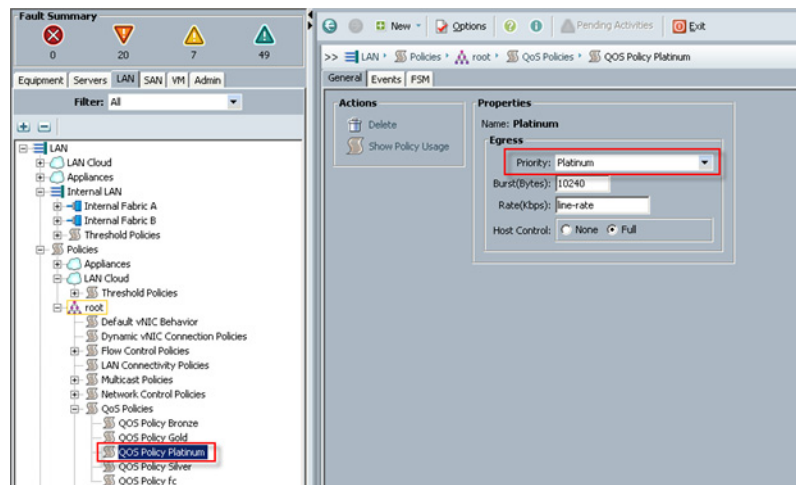 Fault Summary
0 20 7 49
Equipment Servers LAN SAN VM Admin
Filter: All
LAN
LAN Cloud
Appliances
Internal LAN
Internal Fabric A
Internal Fabric B
Threshold Policies
Policies
Appliances
LAN Cloud
Threshold Policies
root
Default vNIC Behavior
Dynamic vNIC Connection Policies
Flow Control Policies
LAN Connectivity Policies
Multicast Policies
Network Control Policies
QoS Policies
QOS Policy Bronze
QOS Policy Gold
QOS Policy Platinum
QOS Policy Silver
QOS Policy fc
New Options Pending Activities Exit
>> LAN Policies root QoS Policies QOS Policy Platinum
General Events FSM
Actions
Delete
Show Policy Usage
Properties
Name: Platinum
Egress
Priority: Platinum
Burst(Bytes): 10240
Rate(Kbps): line-rate
Host Control: None Full